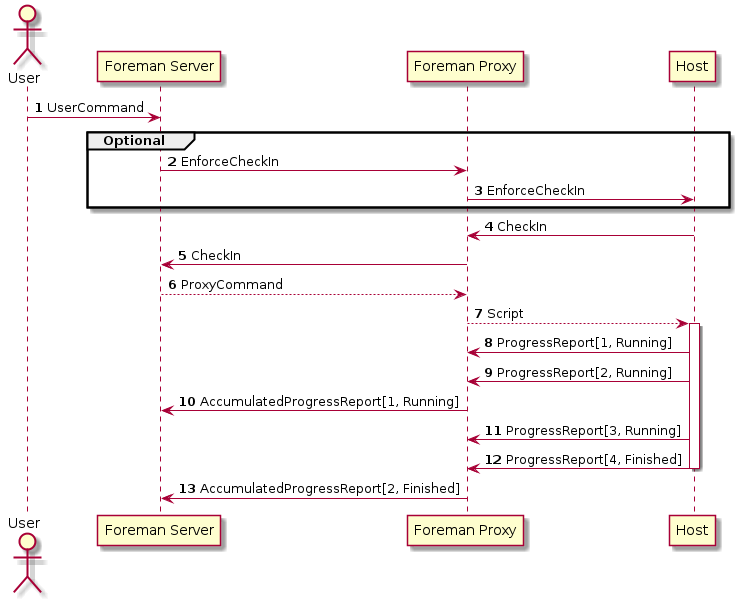 User
Foreman Server
Foreman Proxy
Host
1 UserCommand
Optional
2 EnforceCheckIn
3 EnforceCheckIn
4 CheckIn
5 CheckIn
6 ProxyCommand
7 Script
8 ProgressReport[1, Running]
9 ProgressReport[2, Running]
10 AccumulatedProgressReport[1, Running]
11 ProgressReport[3, Running]
12 ProgressReport[4, Finished]
13 AccumulatedProgressReport[2, Finished]
User
Foreman Server
Foreman Proxy
Host